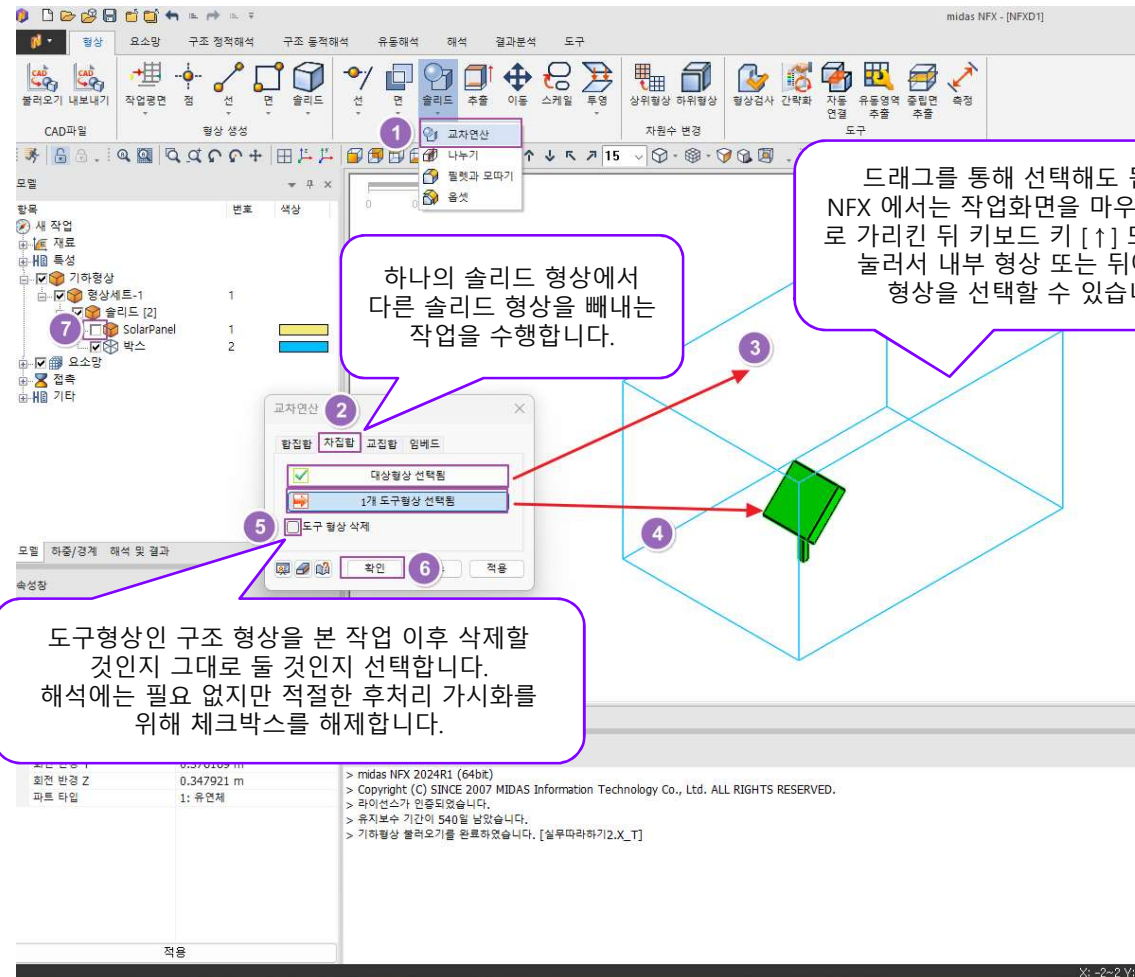 midas NFX - [NFXD1]
형상 요소망 구조 정적해석 구조 동적해석 유동해석 해석 결과분석 도구
CAD CAD
불러오기 내보내기 작업평면 점 선 면 솔리드 선 면 솔리드 추출 이동 스케일 투영 상위형상 하위형상 형상검사 간략화 자동 연결 유동영역 추출 중립면 추출 측정
CAD파일 형상 생성 차원수 변경 도구
1 교차연산
나누기
필렛과 모따기
옵셋
15
모델
항목 번호 색상
새 작업
재료
특성
기하형상
형상세트-1 1
솔리드 [2]
7 SolarPanel 1
박스 2
요소망
접촉
기타
하나의 솔리드 형상에서
다른 솔리드 형상을 빼내는
작업을 수행합니다.
드래그를 통해 선택해도
NFX 에서는 작업화면을 마우
로 가리킨 뒤 키보드 키 [↑]
눌러서 내부 형상 또는
형상을 선택할 수
3
교차연산 2
합집합 차집합 교집합 임베드
대상형상 선택됨
1개 도구형상 선택됨
5 도구 형상 삭제
4
확인 6 적용
모델 하중/경계 해석 및 결과
속성창
도구형상인 구조 형상을 본 작업 이후 삭제할
것인지 그대로 둘 것인지 선택합니다.
해석에는 필요 없지만 적절한 후처리 가시화를
위해 체크박스를 해제합니다.
회전 반경 Z 0.347921 m
파트 타입 1: 유연체
> midas NFX 2024R1 (64bit)
> Copyright (C) SINCE 2007 MIDAS Information Technology Co., Ltd. ALL RIGHTS RESERVED.
> 라이선스가 인증되었습니다.
> 유지보수 기간이 540일 남았습니다.
> 기하형상 불러오기를 완료하였습니다. [실무따라하기2.X_T]
적용
X: -2~2